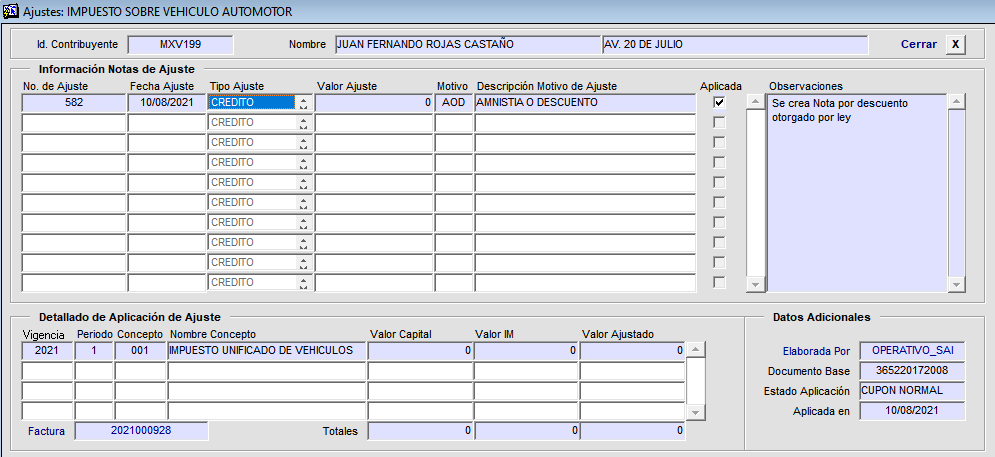 Ajustes: IMPUESTO SOBRE VEHICULO AUTOMOTOR
Id. Contribuyente MXV199 Nombre JUAN FERNANDO ROJAS CASTAÑO AV. 20 DE JULIO Cerrar X
Información Notas de Ajuste
No. de Ajuste Fecha Ajuste Tipo Ajuste Valor Ajuste Motivo Descripción Motivo de Ajuste Aplicada Observaciones
582 10/08/2021 CREDITO 0 AOD AMNISTIA O DESCUENTO Se crea Nota por descuento
otorgado por ley
CREDITO
CREDITO
CREDITO
CREDITO
CREDITO
CREDITO
CREDITO
CREDITO
CREDITO
Detallado de Aplicación de Ajuste
Vigencia Periodo Concepto Nombre Concepto Valor Capital Valor IM Valor Ajustado
2021 1 001 IMPUESTO UNIFICADO DE VEHICULOS 0 0 0
Factura 2021000928 Totales 0 0 0
Datos Adicionales
Elaborada Por OPERATIVO_SAI
Documento Base 365220172008
Estado Aplicación CUPON NORMAL
Aplicada en 10/08/2021